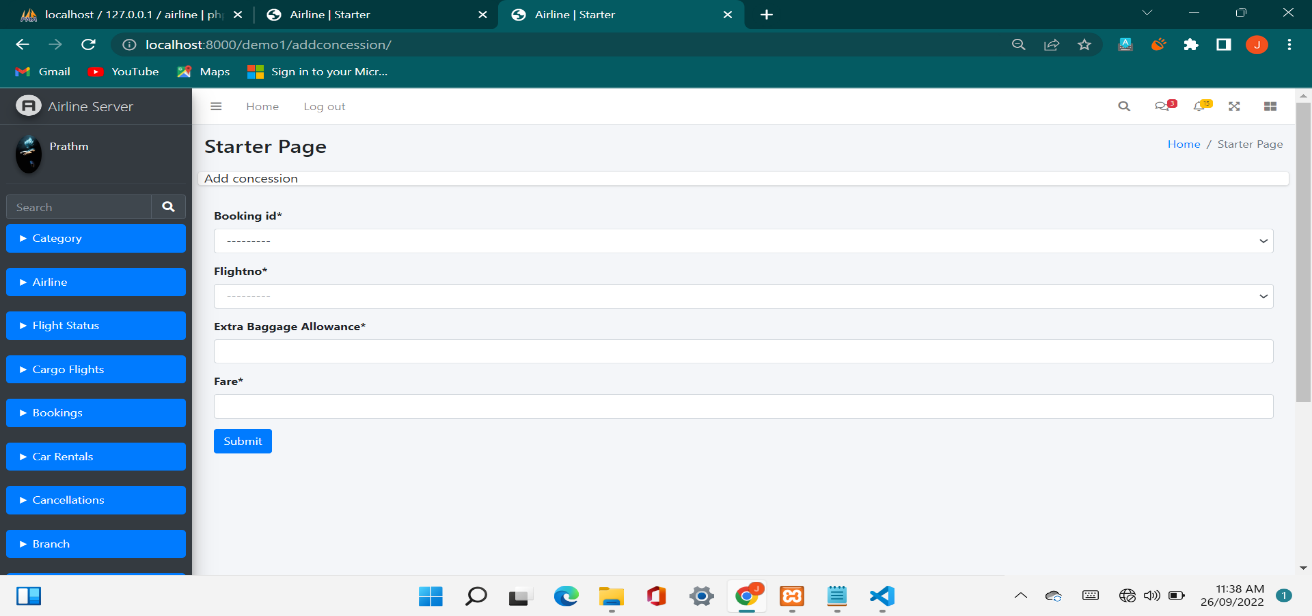 localhost / 127.0.0.1 / airline | ph
Airline | Starter
Airline | Starter
localhost:8000/demo1/addconcession/
J
Gmail
YouTube
Maps
Sign in to your Micr...
Airline Server
Home
Log out
3
15
Prathm
Starter Page
Home / Starter Page
Add concession
Search
Booking id*
---------
Flightno*
---------
Extra Baggage Allowance*
Fare*
Submit
► Category
► Airline
► Flight Status
► Cargo Flights
► Bookings
► Car Rentals
► Cancellations
► Branch
11:38 AM
26/09/2022
1